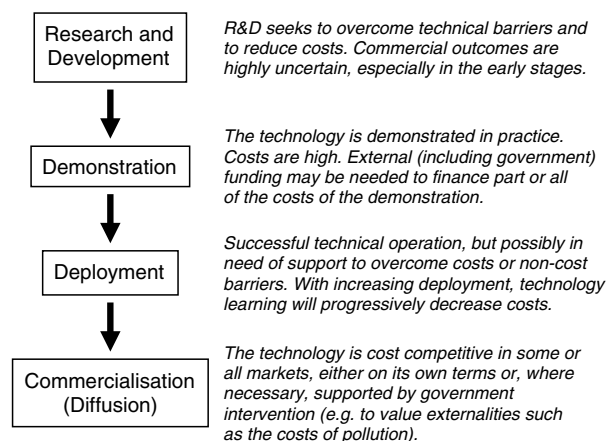 Research and
Development
R&D seeks to overcome technical barriers and
to reduce costs. Commercial outcomes are
highly uncertain, especially in the early stages.
Demonstration
The technology is demonstrated in practice.
Costs are high. External (including government)
funding may be needed to finance part or all
of the costs of the demonstration.
Deployment
Successful technical operation, but possibly in
need of support to overcome costs or non-cost
barriers. With increasing deployment, technology
learning will progressively decrease costs.
Commercialisation
(Diffusion)
The technology is cost competitive in some or
all markets, either on its own terms or, where
necessary, supported by government
intervention (e.g. to value externalities such
as the costs of pollution).